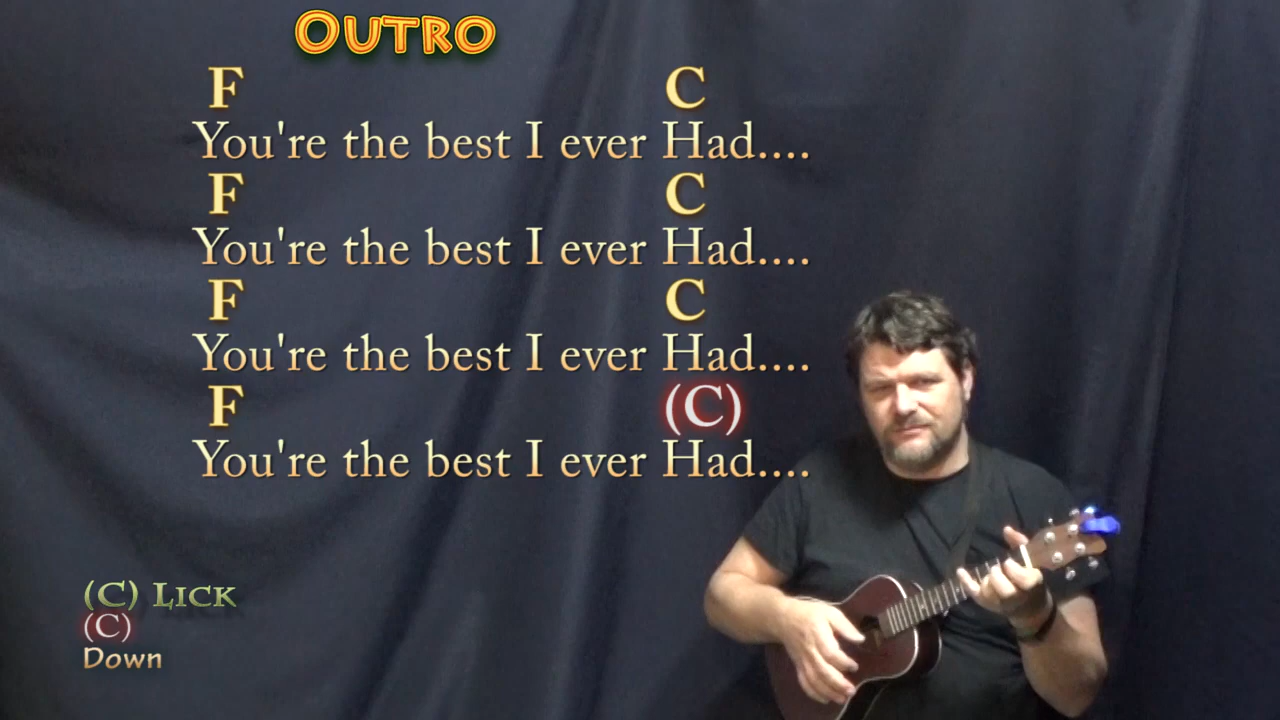 OUTRO
F C
You're the best I ever Had....
F C
You're the best I ever Had....
F C
You're the best I ever Had....
F (C)
You're the best I ever Had....
(C) LICK
(C)
Down